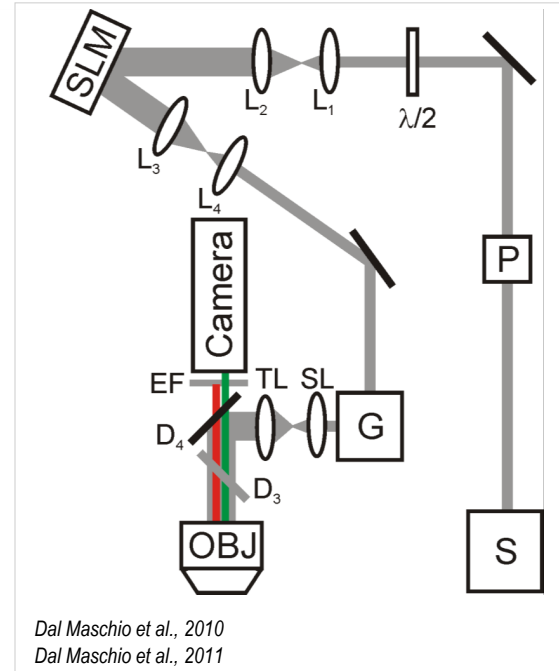 SLM
L₂
L₁
λ/2
L₃
L₄
P
Camera
EF
TL
SL
G
D₄
D₃
OBJ
S
Dal Maschio et al., 2010
Dal Maschio et al., 2011